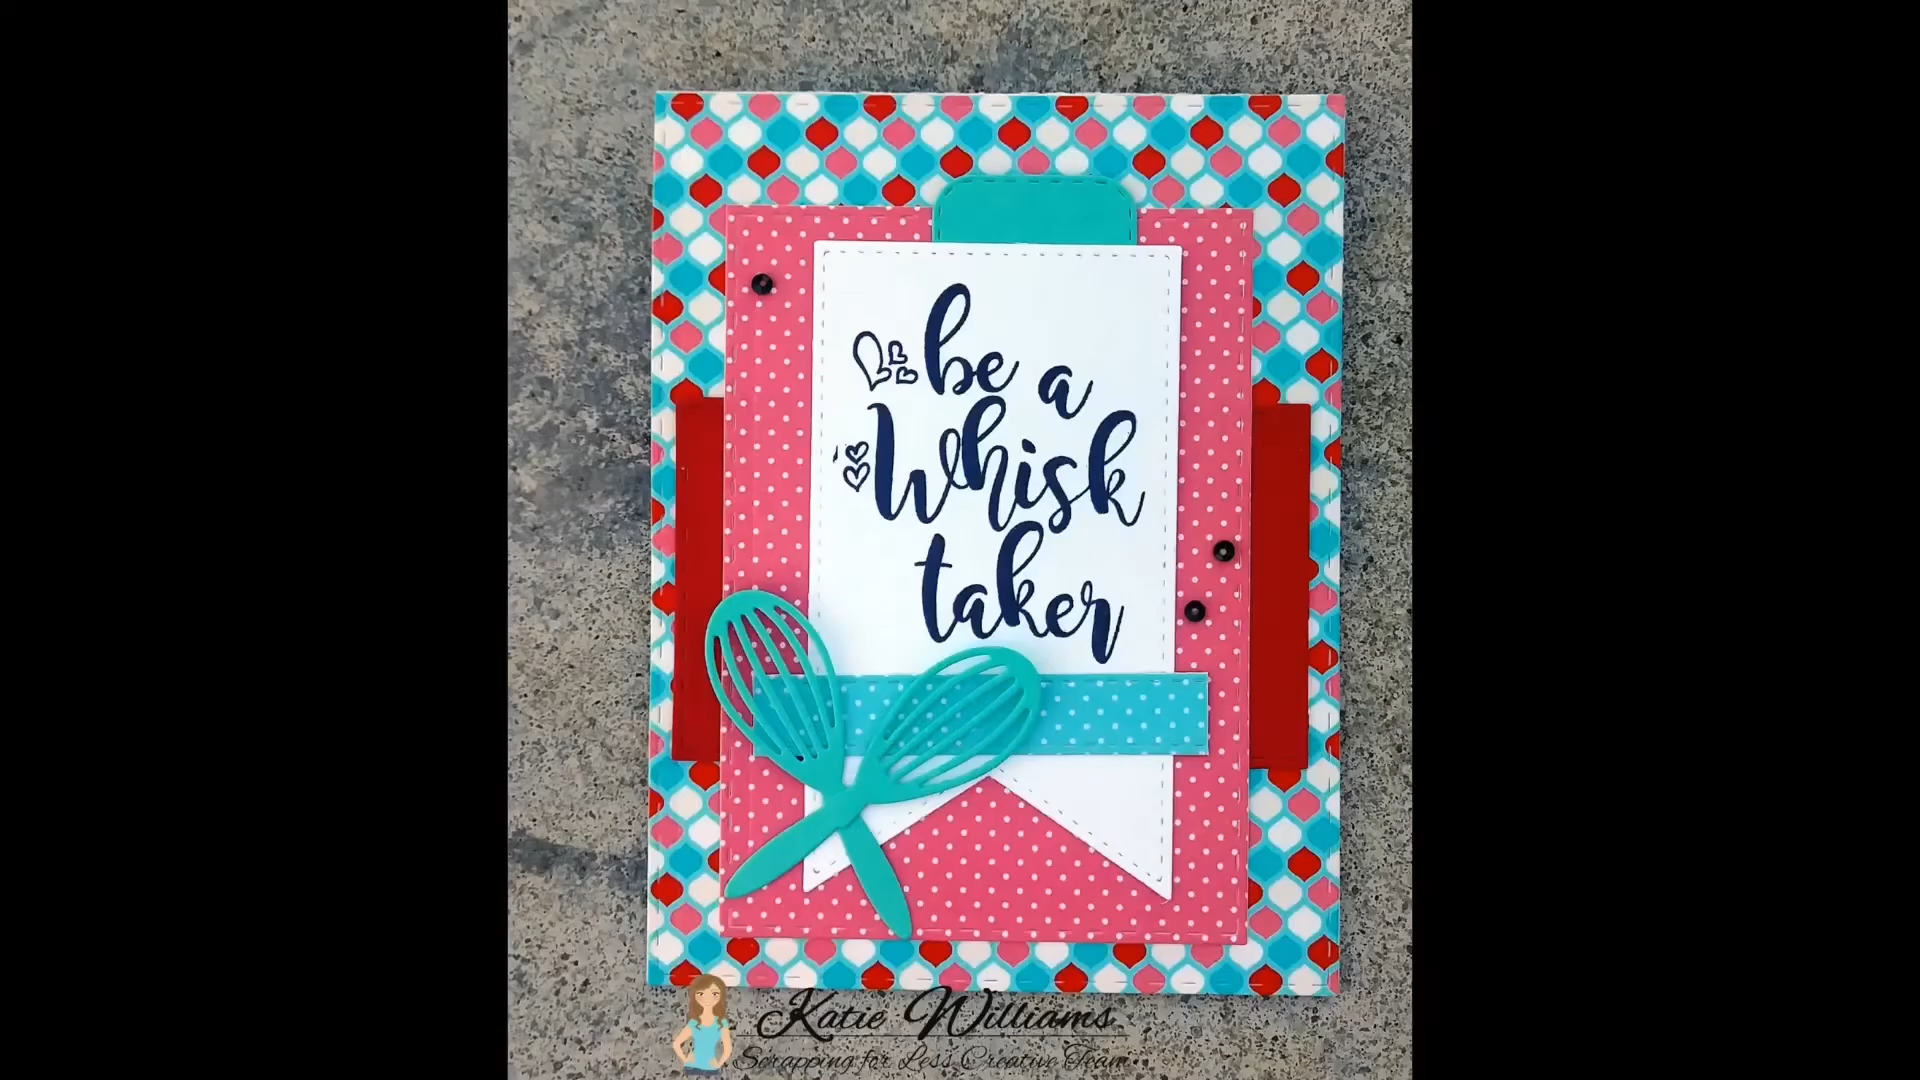 be a
Whisk
taker
Katie Williams
Scrapping for Less Creative Team